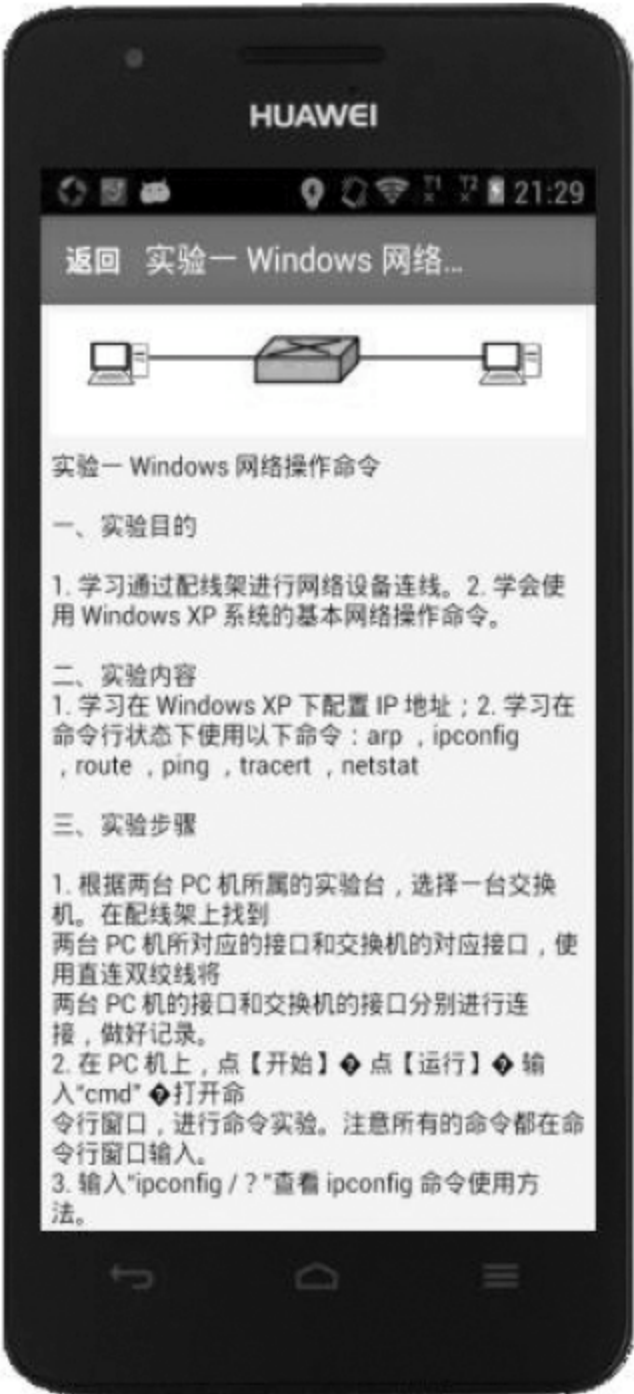 HUAWEI
T1 T2 21:29
返回 实验一 Windows 网络...
实验一 Windows 网络操作命令
一、实验目的
1. 学习通过配线架进行网络设备连线。2. 学会使
用 Windows XP 系统的基本网络操作命令。
二、实验内容
1. 学习在 Windows XP 下配置 IP 地址；2. 学习在
命令行状态下使用以下命令：arp ，ipconfig
，route ，ping ，tracert ，netstat
三、实验步骤
1. 根据两台 PC 机所属的实验台，选择一台交换
机。在配线架上找到
两台 PC 机所对应的接口和交换机的对应接口，使
用直连双绞线将
两台 PC 机的接口和交换机的接口分别进行连
接，做好记录。
2. 在 PC 机上，点【开始】� 点【运行】� 输
入“cmd” �打开命
令行窗口，进行命令实验。注意所有的命令都在命
令行窗口输入。
3. 输入“ipconfig / ？”查看 ipconfig 命令使用方
法。